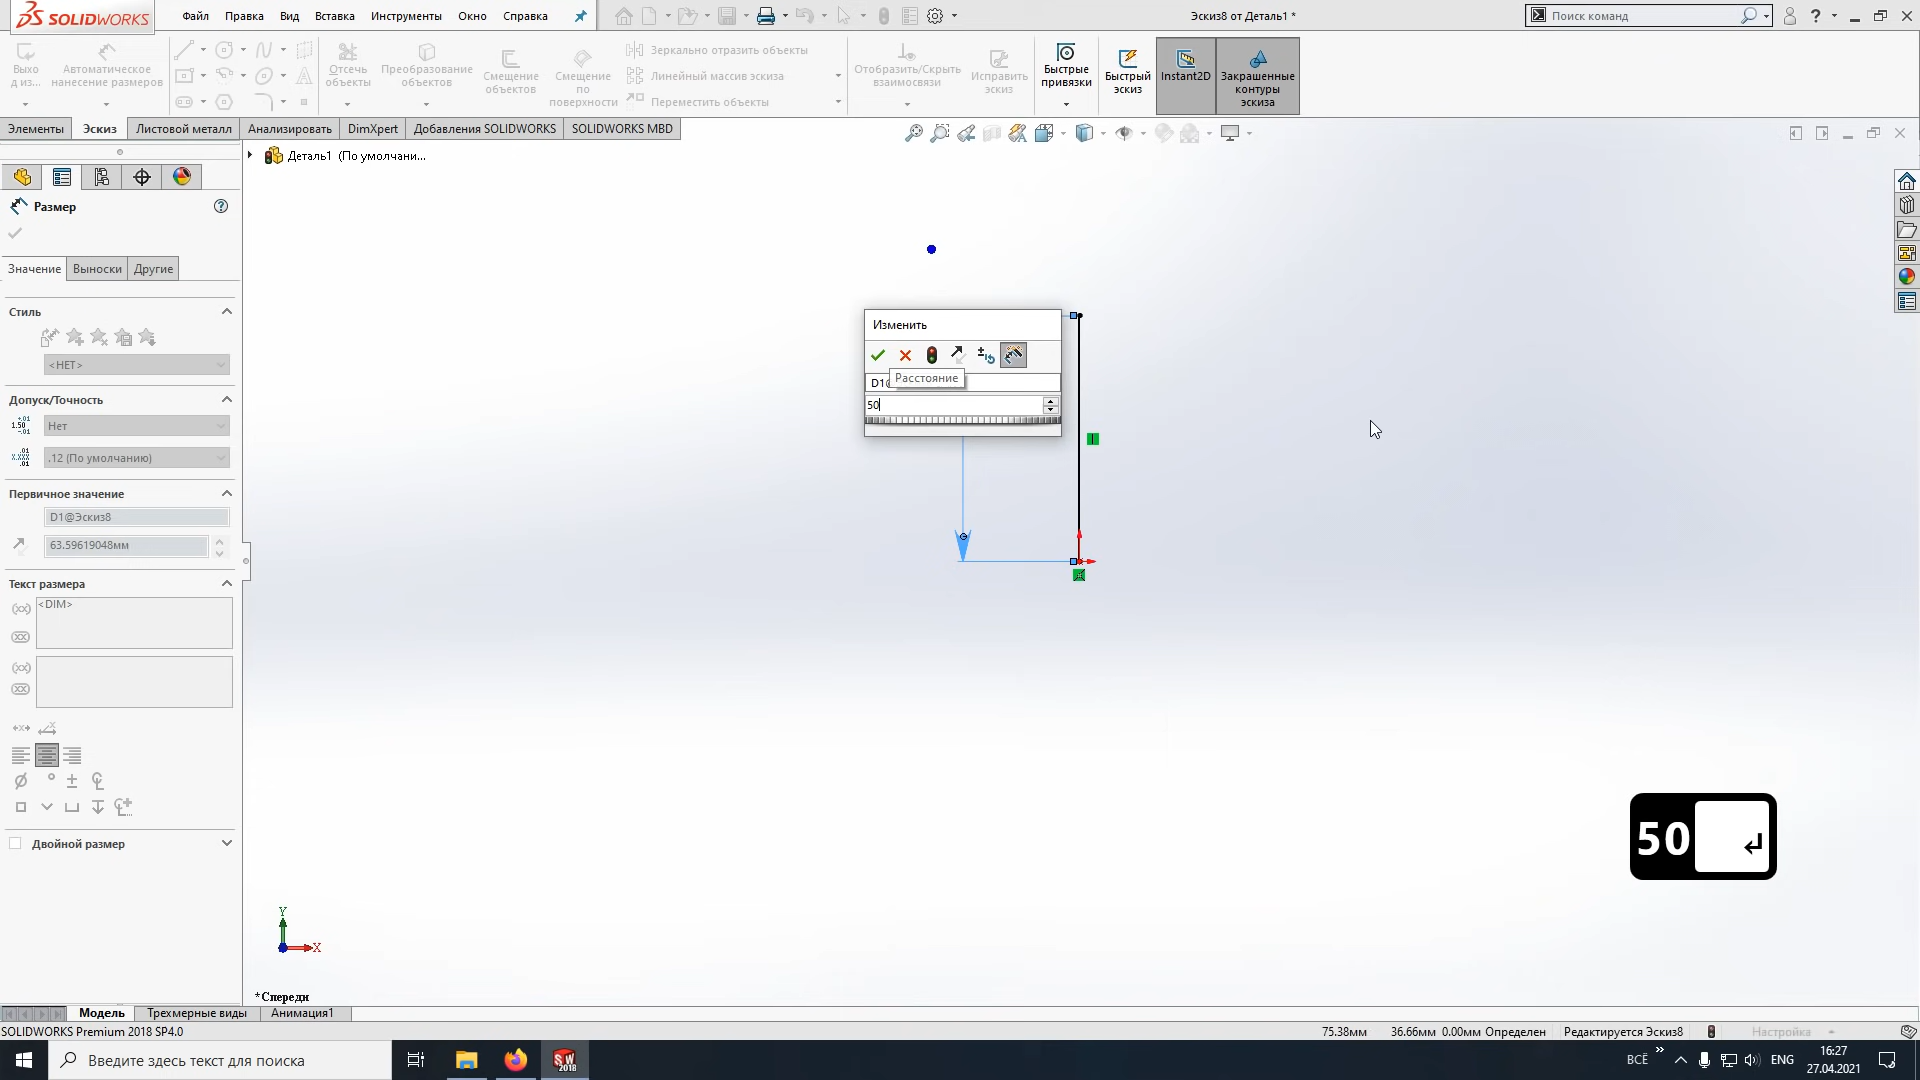 SOLIDWORKS
Файл
Правка
Вид
Вставка
Инструменты
Окно
Справка
Эскиз8 от Деталь1 *
Поиск команд
Выхо
д из...
Автоматическое
нанесение размеров
Отсечь
объекты
Преобразование
объектов
Смещение
объектов
Смещение
по
поверхности
Зеркально отразить объекты
Линейный массив эскиза
Переместить объекты
Отобразить/Скрыть
взаимосвязи
Исправить
эскиз
Быстрые
привязки
Быстрый
эскиз
Instant2D
Закрашенные
контуры
эскиза
Элементы
Эскиз
Листовой металл
Анализировать
DimXpert
Добавления SOLIDWORKS
SOLIDWORKS MBD
Деталь1 (По умолчани...
Размер
Значение
Выноски
Другие
Стиль
<НЕТ>
Допуск/Точность
Нет
.12 (По умолчанию)
Первичное значение
D1@Эскиз8
63.59619048мм
Текст размера
<DIM>
Двойной размер
Изменить
D1@
Расстояние
50
50
Y
X
*Спереди
Модель
Трехмерные виды
Анимация1
SOLIDWORKS Premium 2018 SP4.0
75.38мм
36.66мм
0.00мм
Определен
Редактируется Эскиз8
Настройка
Введите здесь текст для поиска
ВСЁ
ENG
16:27
27.04.2021